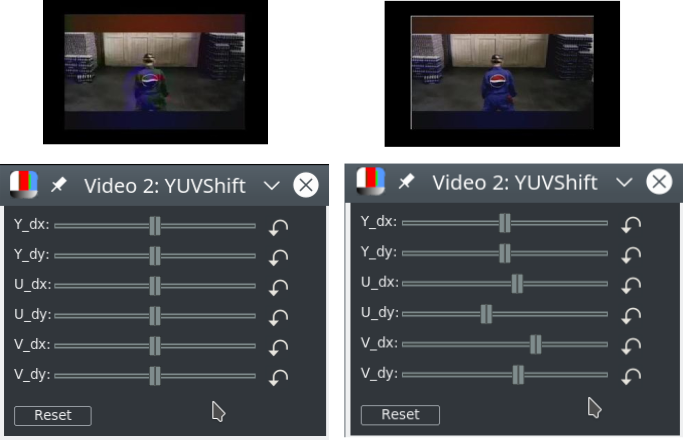 Video 2: YUVShift
Y_dx:
Y_dy:
U_dx:
U_dy:
V_dx:
V_dy:
Reset
Video 2: YUVShift
Y_dx:
Y_dy:
U_dx:
U_dy:
V_dx:
V_dy:
Reset